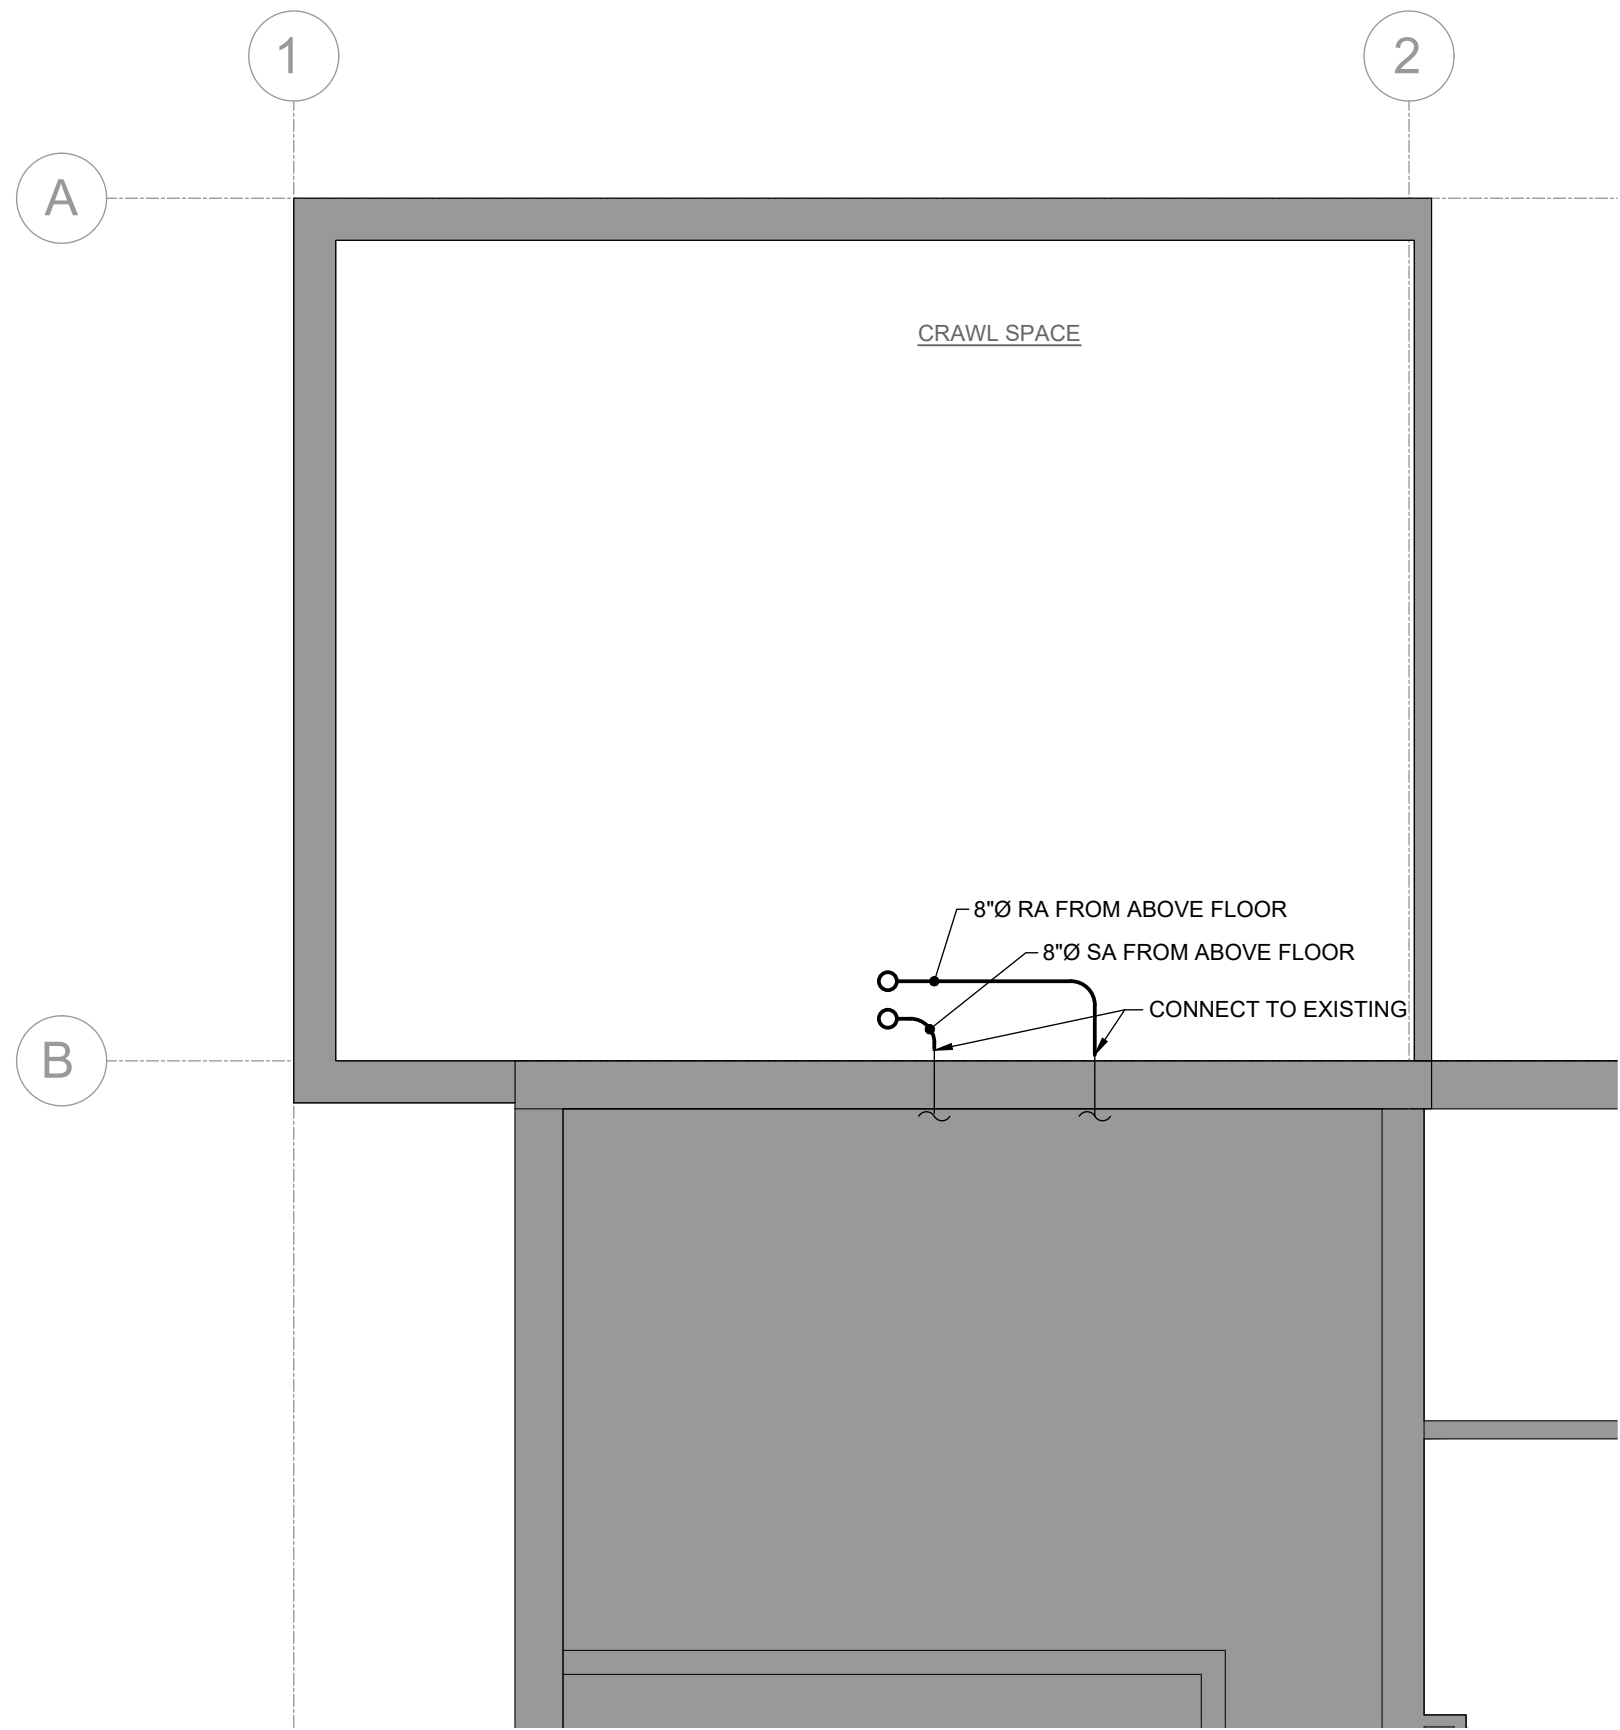 1
2
A
CRAWL SPACE
8"Ø RA FROM ABOVE FLOOR
8"Ø SA FROM ABOVE FLOOR
CONNECT TO EXISTING
B